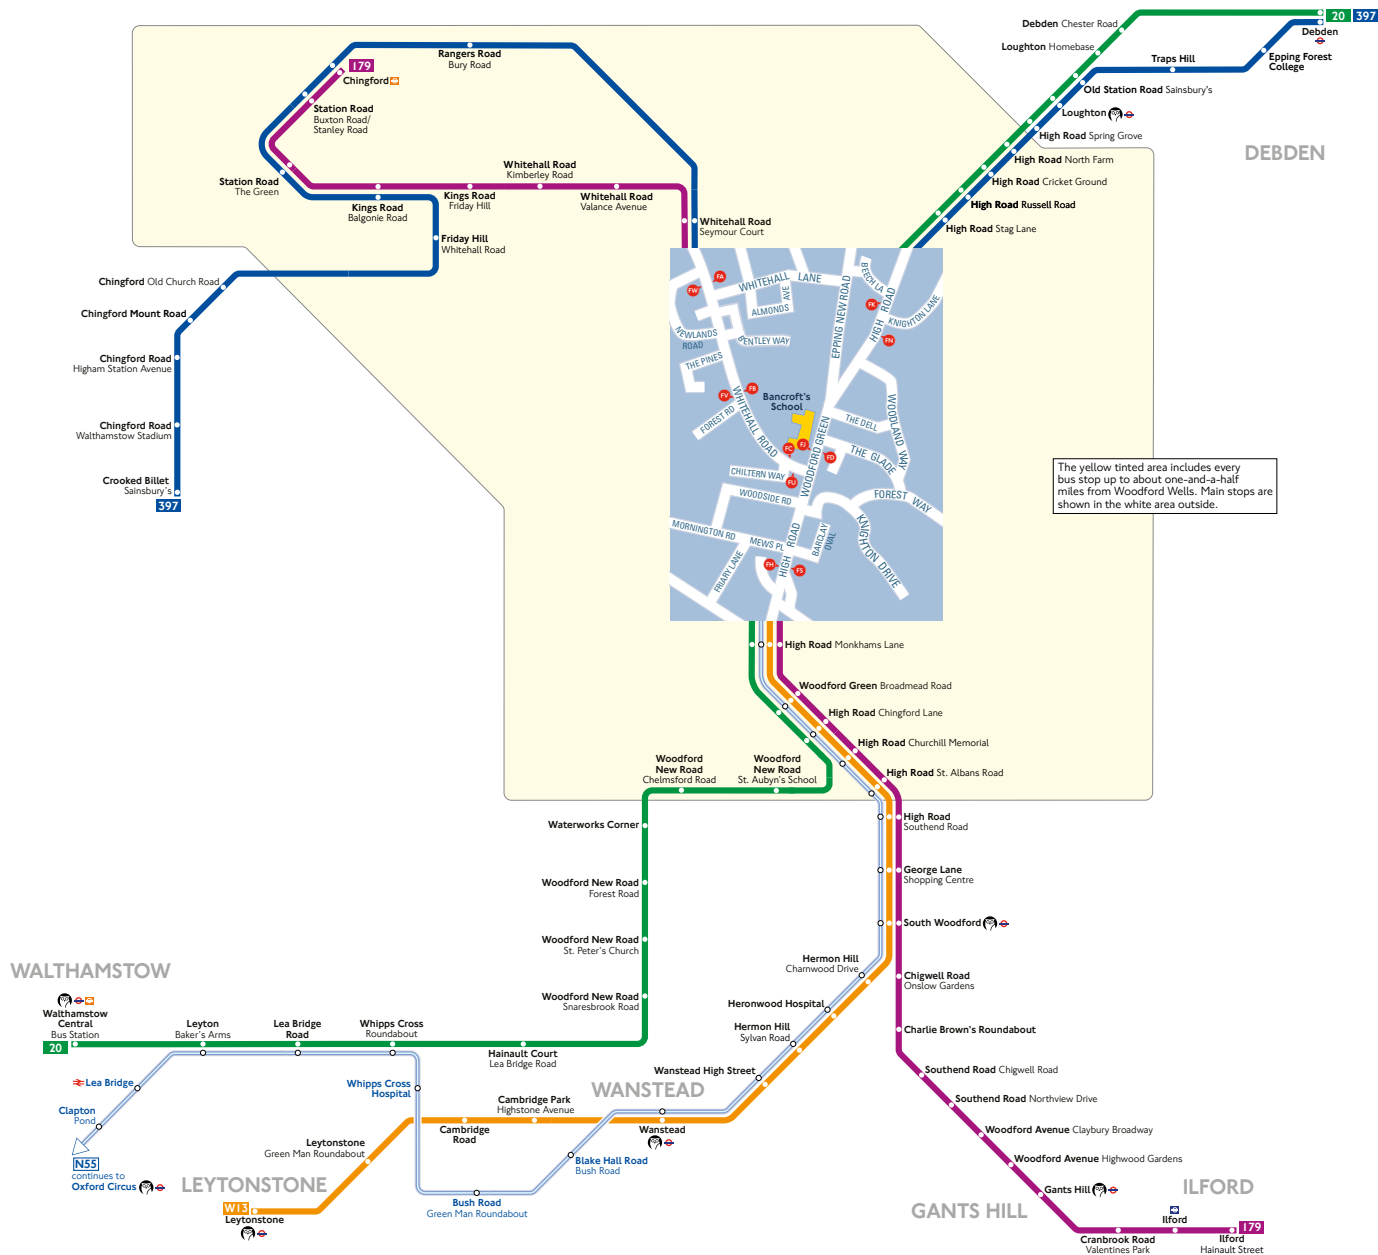 Debden Chester Road
20 397
Debden
Loughton Homebase
Epping Forest
College
Traps Hill
Old Station Road Sainsbury's
Loughton
High Road Spring Grove
DEBDEN
High Road North Farm
High Road Cricket Ground
High Road Russell Road
High Road Stag Lane
Rangers Road
Bury Road
179
Chingford
Station Road
Buxton Road/
Stanley Road
Station Road
The Green
Kings Road
Balgonie Road
Whitehall Road
Kimberley Road
Kings Road
Friday Hill
Whitehall Road
Valance Avenue
Whitehall Road
Seymour Court
Friday Hill
Whitehall Road
Chingford Old Church Road
Chingford Mount Road
Chingford Road
Higham Station Avenue
Chingford Road
Walthamstow Stadium
Crooked Billet
Sainsbury's
397
FA
FW
WHITEHALL LANE
BEECH LA
AVE
ALMONDS
EPPING NEW ROAD
FK
HIGH ROAD
KNIGHTON LANE
FN
NEWLANDS
ROAD
BENTLEY WAY
THE PINES
FV
FB
WHITEHALL ROAD
FOREST RD
Bancroft's
School
WOODLAND WAY
THE DELL
WOODFORD GREEN
FC
FJ
FD
THE GLADE
CHILTERN WAY
FU
WOODSIDE RD
FOREST WAY
MORNINGTON RD
MEWS PL
HIGH ROAD
BARCLAY
OVAL
KNIGHTON DRIVE
FRIARY LANE
FH
FS
The yellow tinted area includes every
bus stop up to about one-and-a-half
miles from Woodford Wells. Main stops are
shown in the white area outside.
High Road Monkhams Lane
Woodford Green Broadmead Road
High Road Chingford Lane
High Road Churchill Memorial
High Road St. Albans Road
Woodford
New Road
Chelmsford Road
Woodford
New Road
St. Aubyn's School
High Road
Southend Road
Waterworks Corner
George Lane
Shopping Centre
Woodford New Road
Forest Road
South Woodford
Woodford New Road
St. Peter's Church
Hermon Hill
Charnwood Drive
Chigwell Road
Onslow Gardens
WALTHAMSTOW
Woodford New Road
Snaresbrook Road
Heronwood Hospital
Walthamstow
Central
Bus Station
20
Leyton
Baker's Arms
Lea Bridge
Road
Whipps Cross
Roundabout
Hainault Court
Lea Bridge Road
Hermon Hill
Sylvan Road
Charlie Brown's Roundabout
Wanstead High Street
Southend Road Chigwell Road
Lea Bridge
Whipps Cross
Hospital
WANSTEAD
Southend Road Northview Drive
Clapton
Pond
Cambridge Park
Highstone Avenue
Cambridge
Road
Wanstead
Woodford Avenue Claybury Broadway
Leytonstone
Green Man Roundabout
Blake Hall Road
Bush Road
Woodford Avenue Highwood Gardens
N55
continues to
Oxford Circus
LEYTONSTONE
Bush Road
Green Man Roundabout
Gants Hill
ILFORD
W13
Leytonstone
GANTS HILL
Ilford
Cranbrook Road
Valentines Park
179
Ilford
Hainault Street